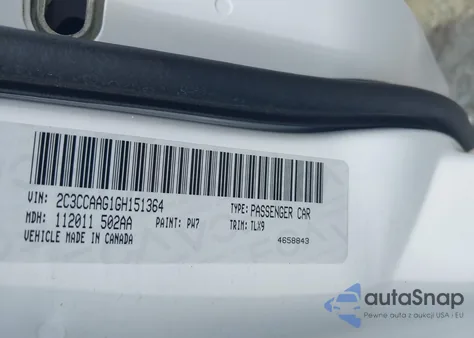 VIN: 2C3CCAAG1GH151364 TYPE: PASSENGER CAR
MDH: 112011 502AA PAINT: PW7 TRIM: TLX9
VEHICLE MADE IN CANADA 4658843
autoSnap
Pewne auta z aukcji USA i EU